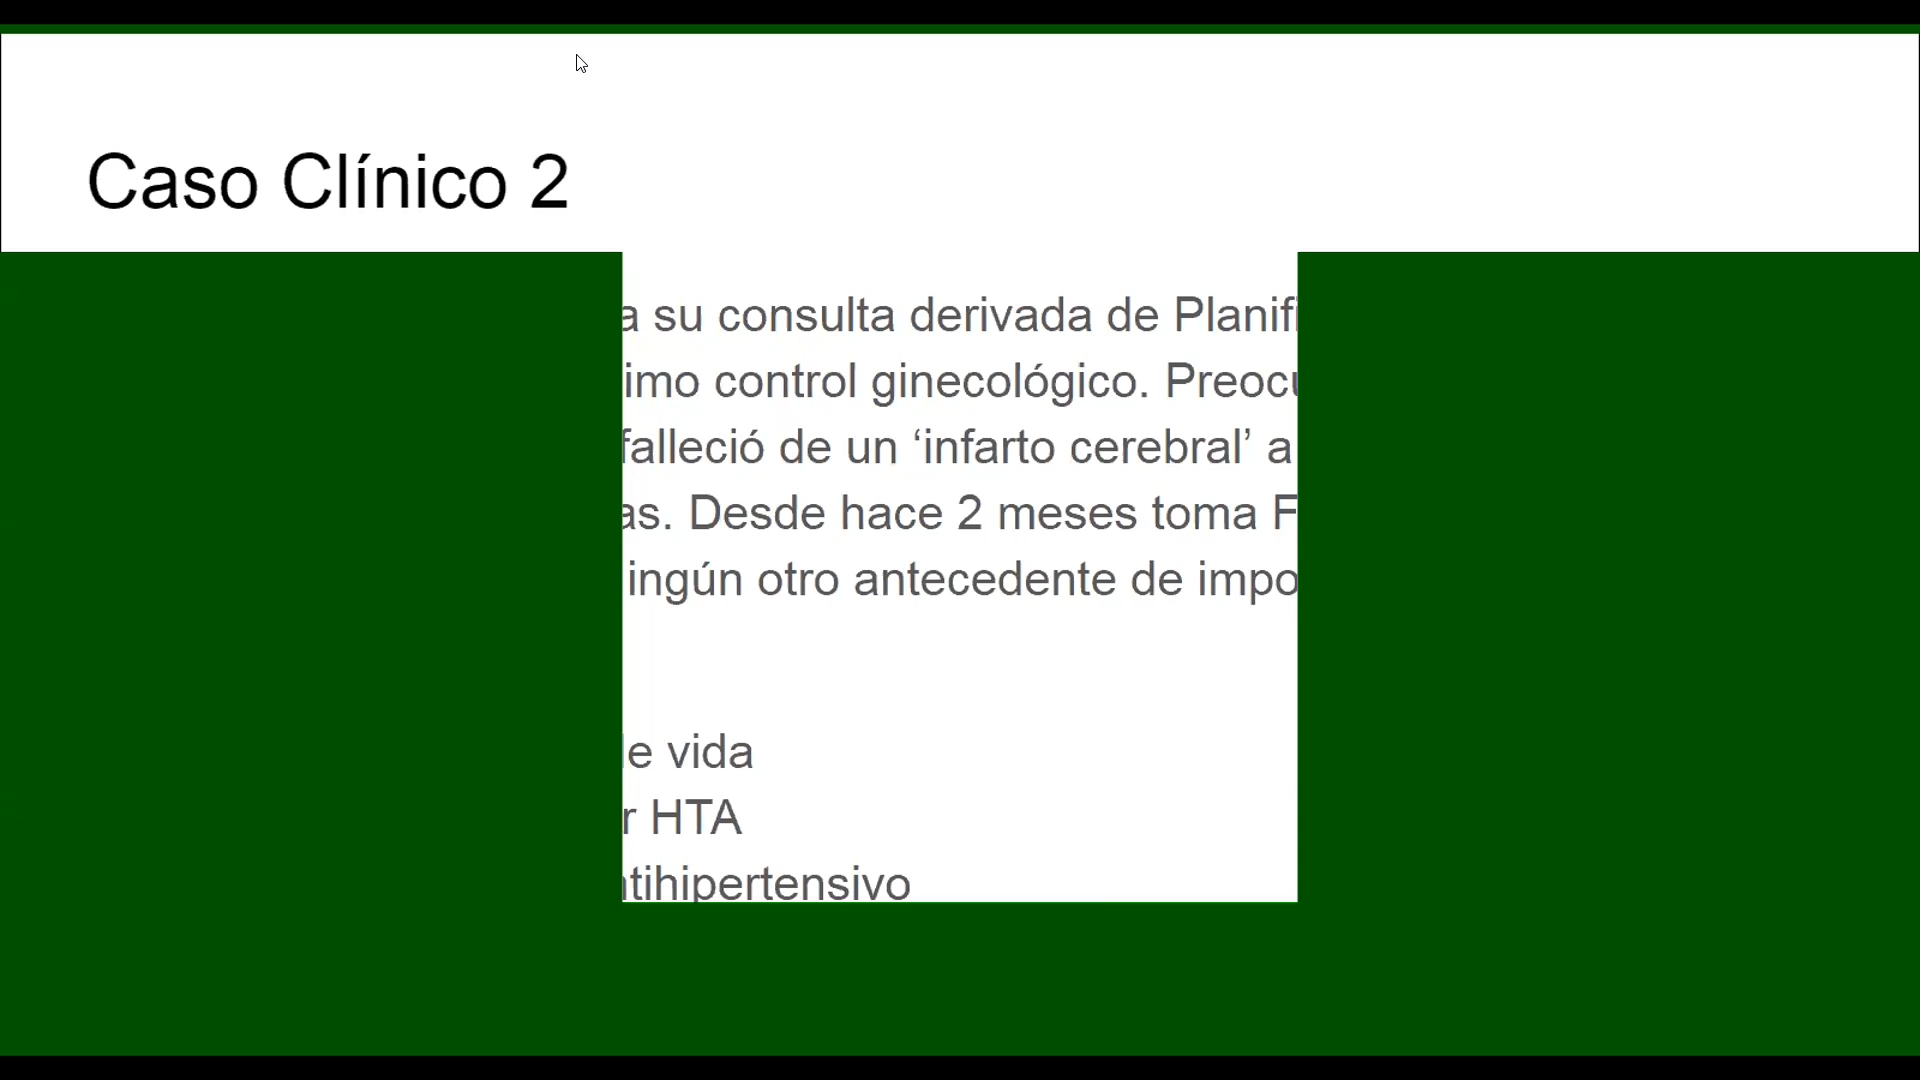 Caso Clínico 2
a su consulta derivada de Planifi
imo control ginecológico. Preocu
falleció de un ‘infarto cerebral’ a
as. Desde hace 2 meses toma F
ingún otro antecedente de impo
e vida
r HTA
tihipertensivo